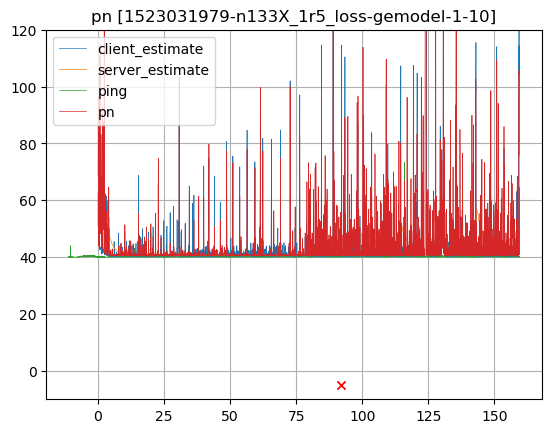 pn [1523031979-n133X_1r5_loss-gemodel-1-10]
120
100
80
60
40
20
0
client_estimate
server_estimate
ping
pn
0
25
50
75
100
125
150